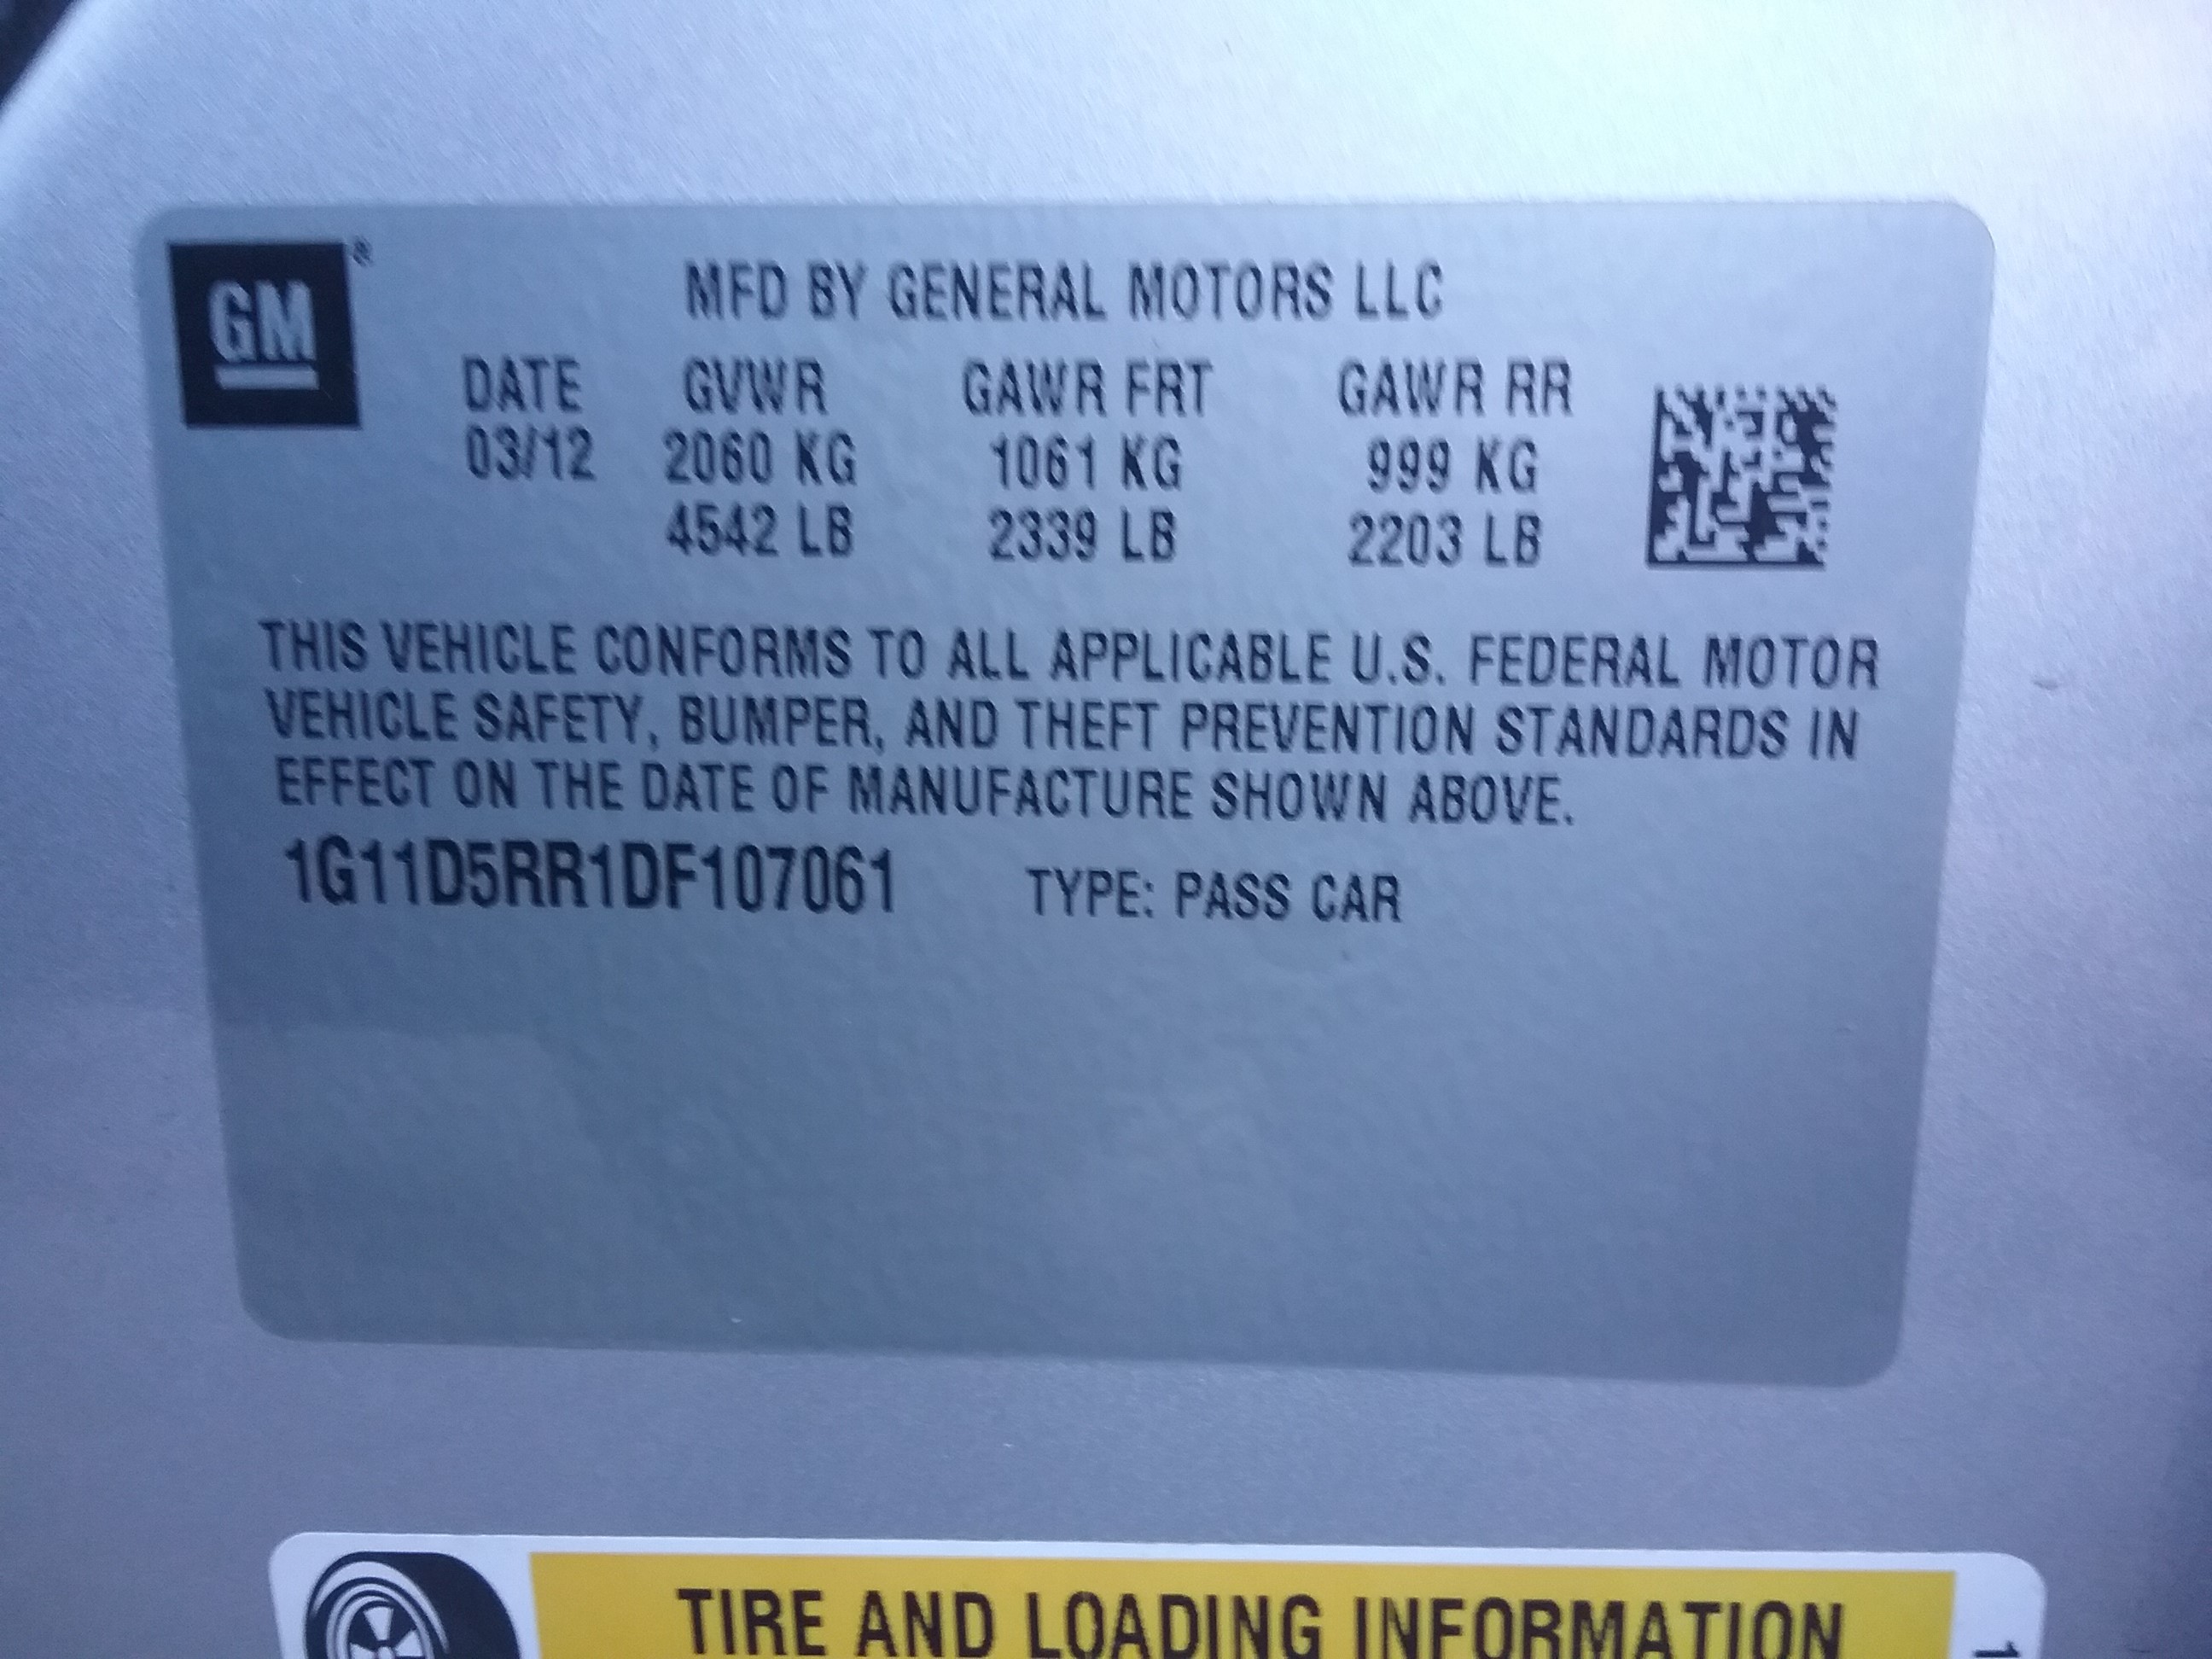 GM®
MFD BY GENERAL MOTORS LLC
DATE GVWR GAWR FRT GAWR RR
03/12 2060 KG 1061 KG 999 KG
4542 LB 2339 LB 2203 LB
THIS VEHICLE CONFORMS TO ALL APPLICABLE U.S. FEDERAL MOTOR
VEHICLE SAFETY, BUMPER, AND THEFT PREVENTION STANDARDS IN
EFFECT ON THE DATE OF MANUFACTURE SHOWN ABOVE.
1G11D5RR1DF107061 TYPE: PASS CAR
TIRE AND LOADING INFORMATION